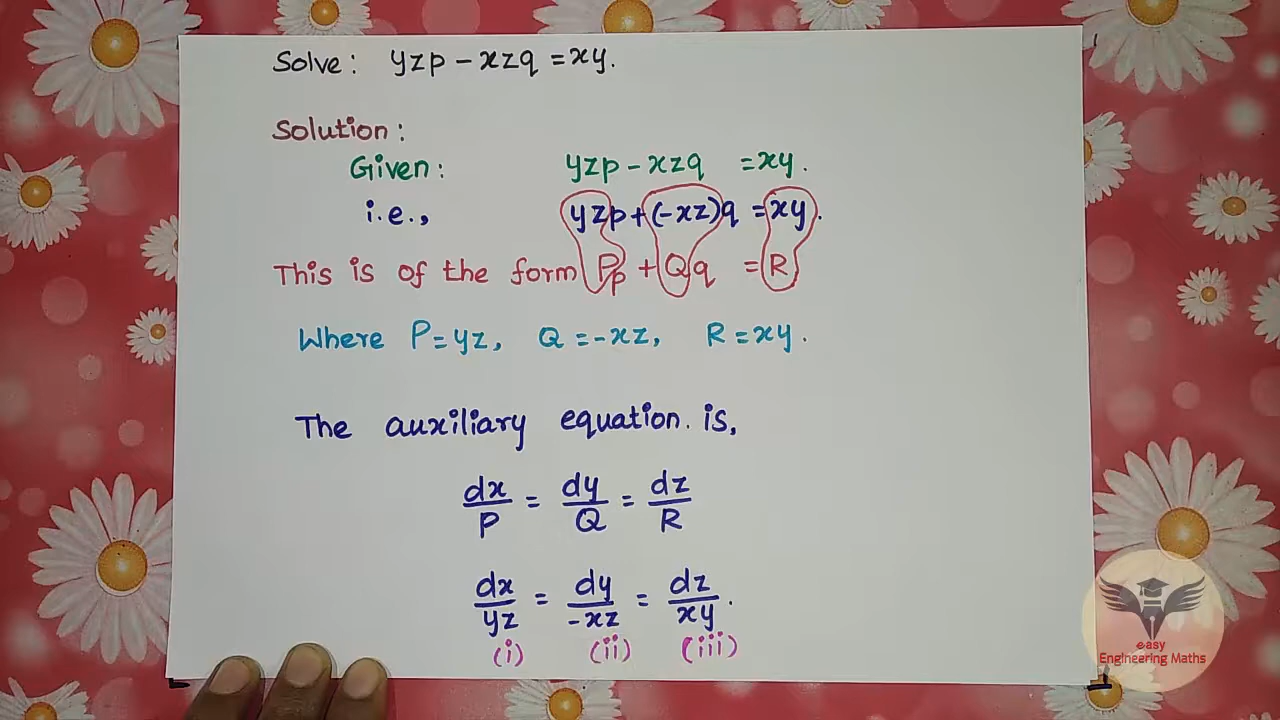 Solve: yzp - xzq = xy.
Solution:
Given: yzp - xzq = xy.
i.e., yzp + (-xz)q = xy.
This is of the form Pp + Qq = R
Where P = yz, Q = -xz, R = xy.
The auxiliary equation. is,
dx/P = dy/Q = dz/R
dx/yz = dy/-xz = dz/xy.
(i) (ii) (iii)
easy
Engineering Maths